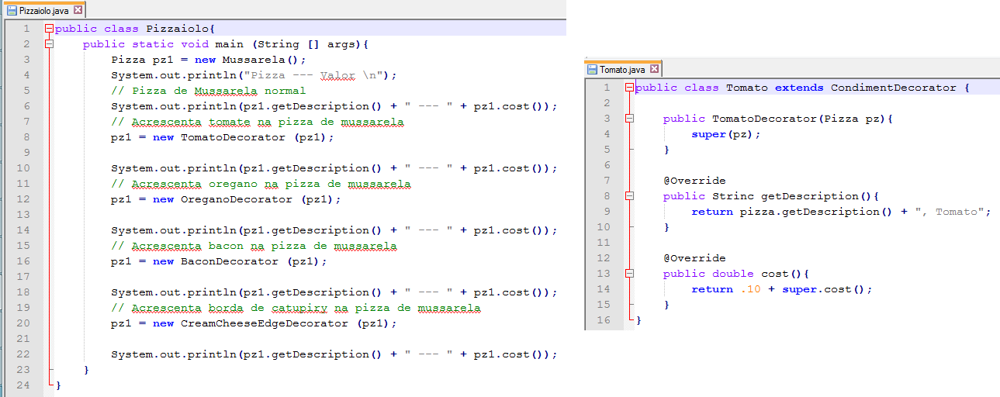 Pizzaiolo.java
1 public class Pizzaiolo{
2 public static void main (String [] args){
3 Pizza pz1 = new Mussarela();
4 System.out.println("Pizza --- Valor \n");
5 // Pizza de Mussarela normal
6 System.out.println(pz1.getDescription() + " --- " + pz1.cost());
7 // Acrescenta tomate na pizza de mussarela
8 pz1 = new TomatoDecorator (pz1);
9
10 System.out.println(pz1.getDescription() + " --- " + pz1.cost());
11 // Acrescenta oregano na pizza de mussarela
12 pz1 = new OreganoDecorator (pz1);
13
14 System.out.println(pz1.getDescription() + " --- " + pz1.cost());
15 // Acrescenta bacon na pizza de mussarela
16 pz1 = new BaconDecorator (pz1);
17
18 System.out.println(pz1.getDescription() + " --- " + pz1.cost());
19 // Acrescenta borda de catupiry na pizza de mussarela
20 pz1 = new CreamCheeseEdgeDecorator (pz1);
21
22 System.out.println(pz1.getDescription() + " --- " + pz1.cost());
23 }
24 }
Tomato.java
1 public class Tomato extends CondimentDecorator {
2
3 public TomatoDecorator(Pizza pz){
4 super(pz);
5 }
6
7 @Override
8 public Strinc getDescription(){
9 return pizza.getDescription() + ", Tomato";
10 }
11
12 @Override
13 public double cost(){
14 return .10 + super.cost();
15 }
16 }